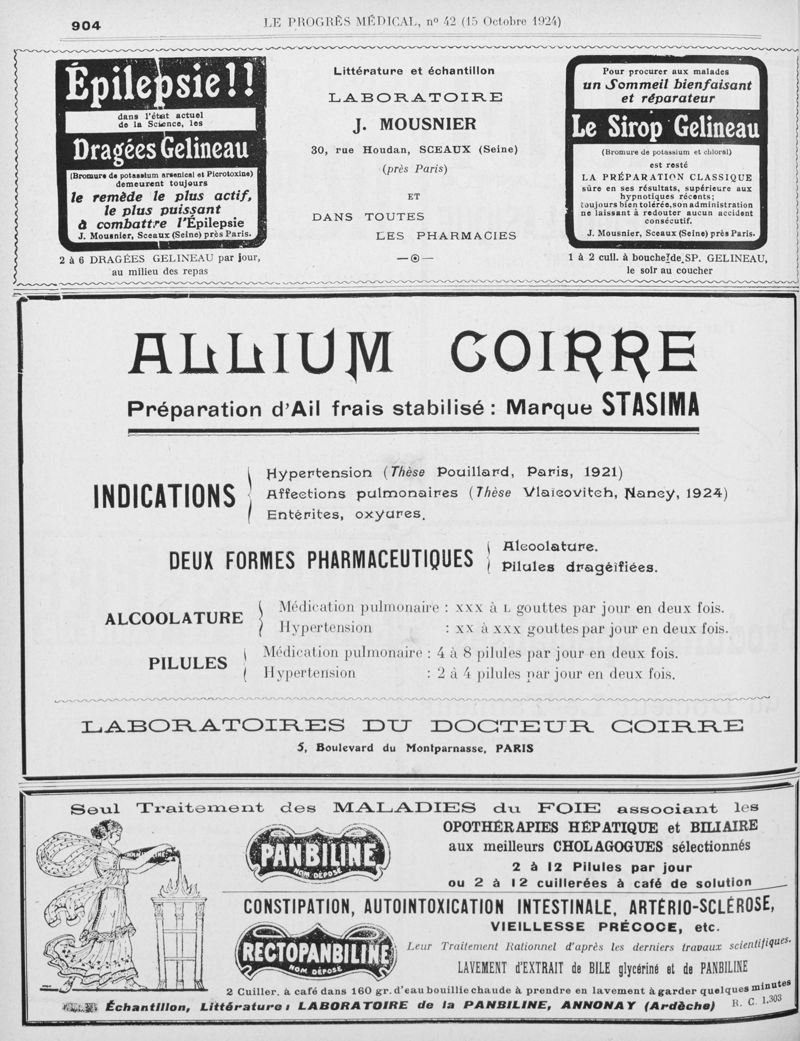 904
LE PROGRÈS MÉDICAL, nº 42 (15 Octobre 1924)
Épilepsie!!
dans l'état actuel
de la Science, les
Dragées Gelineau
(Bromure de potassium arsenical et Picrotoxine)
demeurent toujours
le remède le plus actif,
le plus puissant
à combattre l'Épilepsie
J. Mousnier, Sceaux (Seine) près Paris.
2 à 6 DRAGÉES GELINEAU par jour,
au milieu des repas
Littérature et échantillon
LABORATOIRE
J. MOUSNIER
30, rue Houdan, SCEAUX (Seine)
(près Paris)
ET
DANS TOUTES
LES PHARMACIES
Pour procurer aux malades
un Sommeil bienfaisant
et réparateur
Le Sirop Gelineau
(Bromure de potassium et chloral)
est resté
LA PRÉPARATION CLASSIQUE
sûre en ses résultats, supérieure aux
hypnotiques récents;
toujours bien tolérée, son administration
ne laissant à redouter aucun accident
consécutif.
J. Mousnier, Sceaux (Seine) près Paris.
1 à 2 cuil. à bouche de SP. GELINEAU,
le soir au coucher
ALLIUM COIRRE
Préparation d'Ail frais stabilisé : Marque STASIMA
INDICATIONS
Hypertension (Thèse Pouillard, Paris, 1921)
Affections pulmonaires (Thèse Vlaicovitch, Nancy, 1924)
Entérites, oxyures.
DEUX FORMES PHARMACEUTIQUES
Alcoolature.
Pilules dragéifiées.
ALCOOLATURE
Médication pulmonaire : XXX à L gouttes par jour en deux fois.
Hypertension : XX à XXX gouttes par jour en deux fois.
PILULES
Médication pulmonaire : 4 à 8 pilules par jour en deux fois.
Hypertension : 2 à 4 pilules par jour en deux fois.
LABORATOIRES DU DOCTEUR COIRRE
5, Boulevard du Montparnasse, PARIS
Seul Traitement des MALADIES du FOIE associant les
OPOTHÉRAPIES HÉPATIQUE et BILIAIRE
aux meilleurs CHOLAGOGUES sélectionnés
PANBILINE
NOM DÉPOSÉ
2 à 12 Pilules par jour
ou 2 à 12 cuillerées à café de solution
CONSTIPATION, AUTOINTOXICATION INTESTINALE, ARTÉRIO-SCLÉROSE,
VIEILLESSE PRÉCOCE, etc.
RECTOPANBILINE
NOM DÉPOSÉ
Leur Traitement Rationnel d'après les derniers travaux scientifiques.
LAVEMENT d'EXTRAIT de BILE glycériné et de PANBILINE
2 Cuiller. à café dans 160 gr. d'eau bouillie chaude à prendre en lavement à garder quelques minutes
Échantillon, Littérature : LABORATOIRE de la PANBILINE, ANNONAY (Ardèche) R. C. 1.303